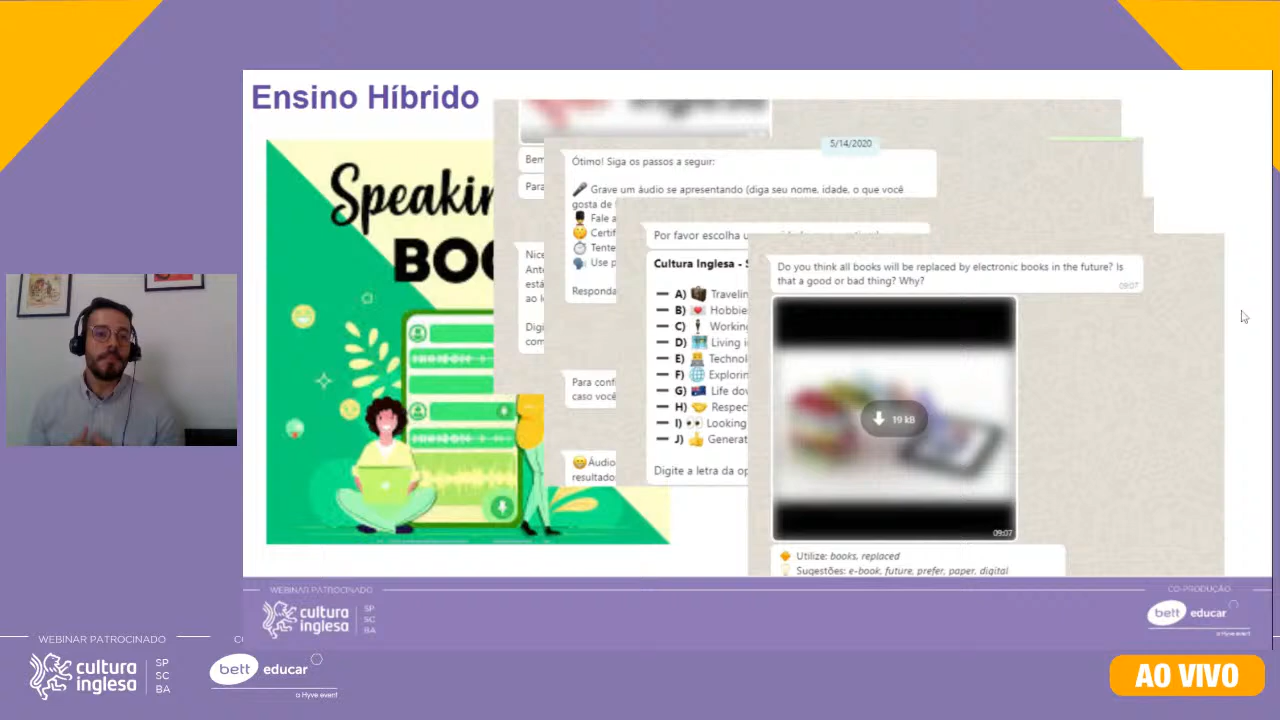 Ensino Híbrido
Speakin
BOO
Bem
Para
Nice
Anto
está
ao l
Digi
com
5/14/2020
Ótimo! Siga os passos a seguir:
🎤 Grave um áudio se apresentando (diga seu nome, idade, o que você
gosta de
Fale a
Certif
Tente
Use p
Responda
Para confi
caso você
Áudio
resultado
Por favor escolha u
Cultura Inglesa - S
A) Travelin
B) Hobbie
C) Working
D) Living i
E) Technol
F) Explorin
G) Life dov
H) Respec
I) Looking
J) Generat
Digite a letra da op
Do you think all books will be replaced by electronic books in the future? Is
that a good or bad thing? Why?
09:07
19 kB
09:07
Utilize: books, replaced
Sugestões: e-book, future, prefer, paper, digital
WEBINAR PATROCINADO
cultura
inglesa
SP
SC
BA
CO-PRODUÇÃO
bett educar
a Hyve event
WEBINAR PATROCINADO
cultura
inglesa
SP
SC
BA
bett educar
a Hyve event
AO VIVO